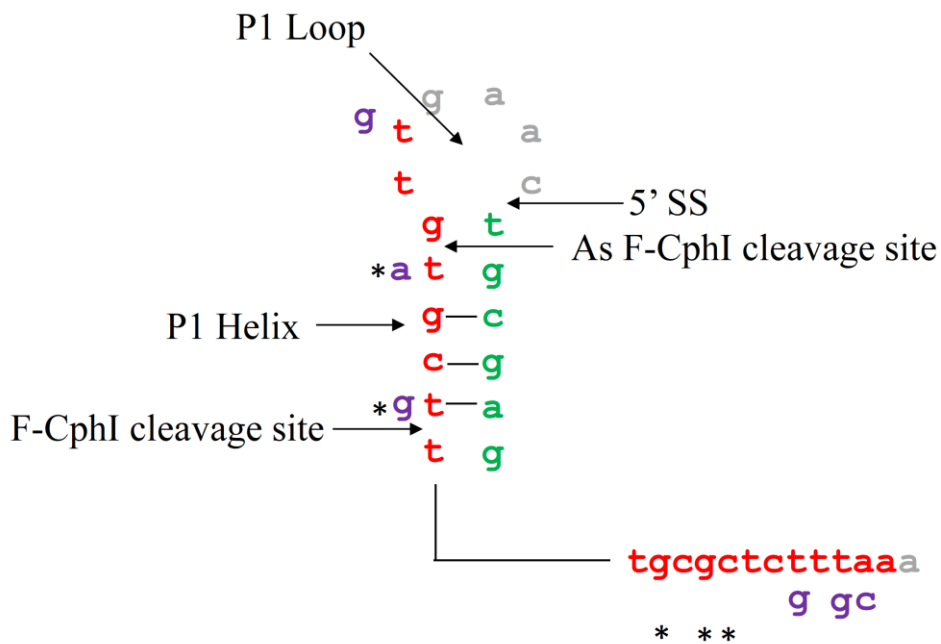 P1 Loop
g a
g t a
t c
5’ SS
g t
As F-CphI cleavage site
*a t g
P1 Helix
g c
c g
*g t a
F-CphI cleavage site
t g
tgcgctctttaaa
g gc
* **